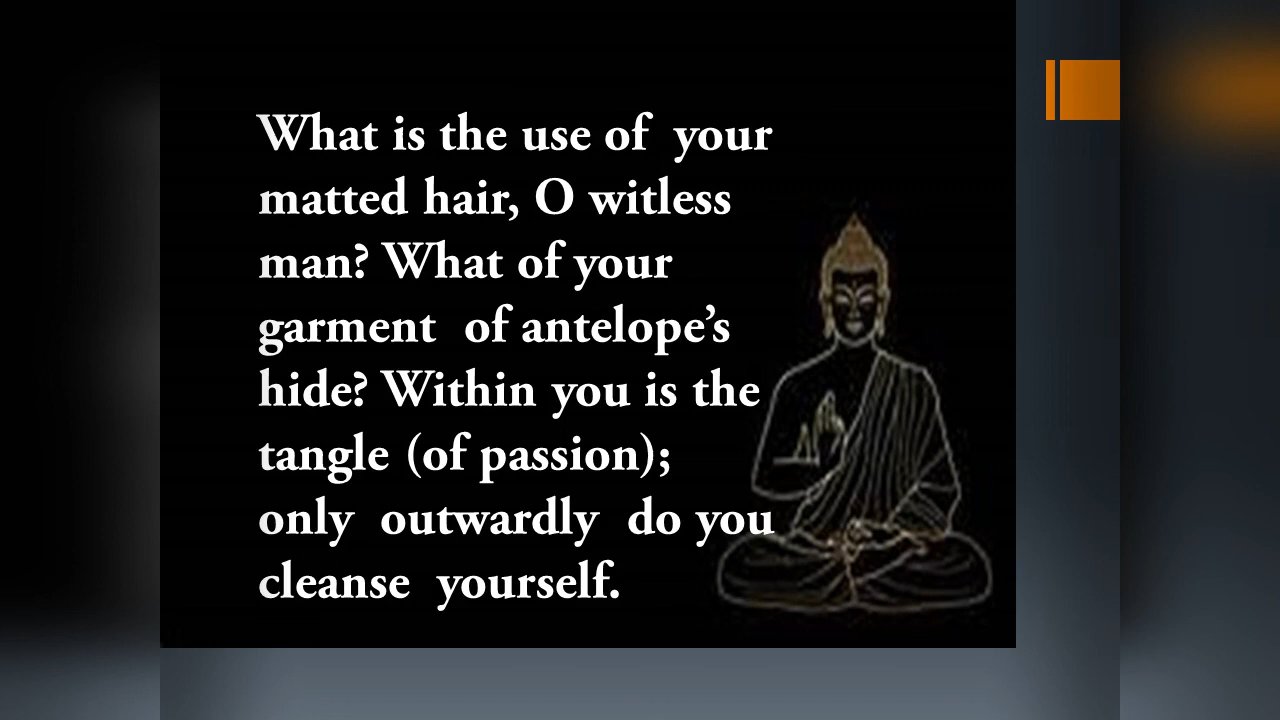 What is the use of your
matted hair, O witless
man? What of your
garment of antelope’s
hide? Within you is the
tangle (of passion);
only outwardly do you
cleanse yourself.